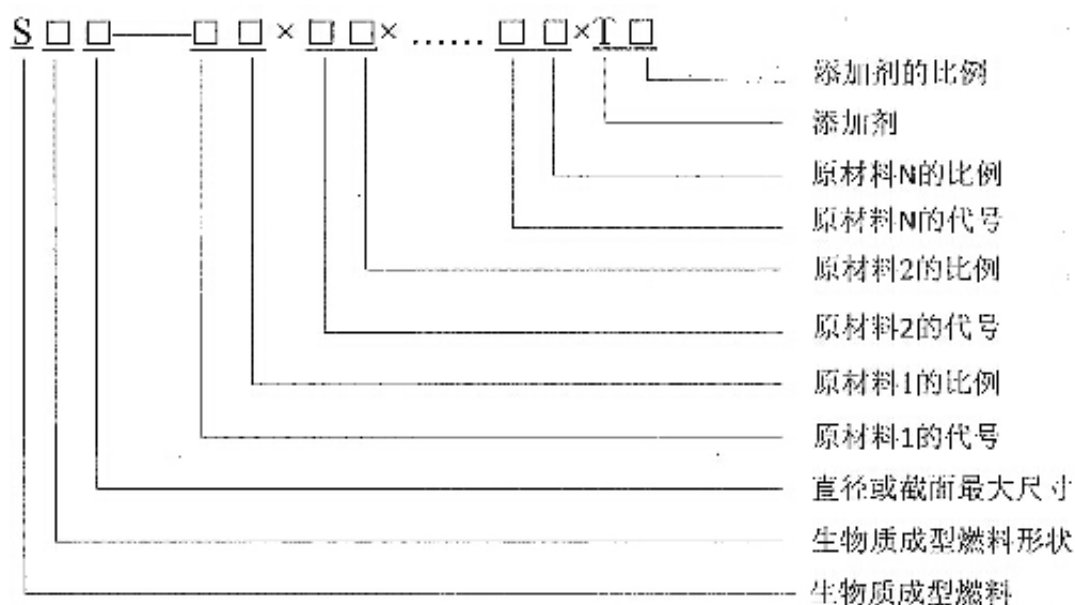 S□□——□□×□□×……□□×T□
添加剂的比例
添加剂
原材料N的比例
原材料N的代号
原材料2的比例
原材料2的代号
原材料1的比例
原材料1的代号
直径或截面最大尺寸
生物质成型燃料形状
生物质成型燃料